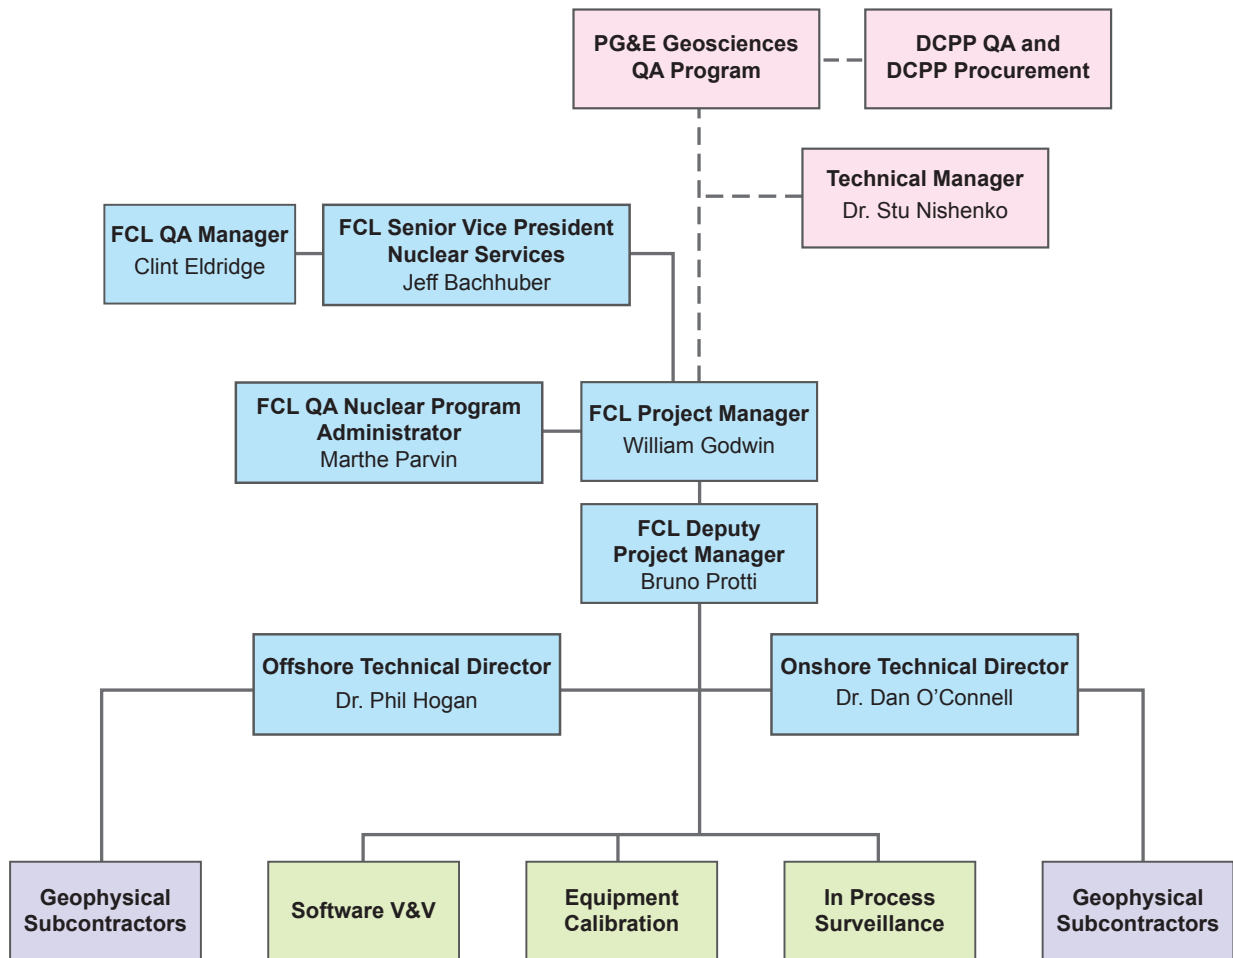 PG&E Geosciences
QA Program
DCPP QA and
DCPP Procurement
Technical Manager
Dr. Stu Nishenko
FCL QA Manager
Clint Eldridge
FCL Senior Vice President
Nuclear Services
Jeff Bachhuber
FCL QA Nuclear Program
Administrator
Marthe Parvin
FCL Project Manager
William Godwin
FCL Deputy
Project Manager
Bruno Protti
Offshore Technical Director
Dr. Phil Hogan
Onshore Technical Director
Dr. Dan O’Connell
Geophysical
Subcontractors
Software V&V
Equipment
Calibration
In Process
Surveillance
Geophysical
Subcontractors